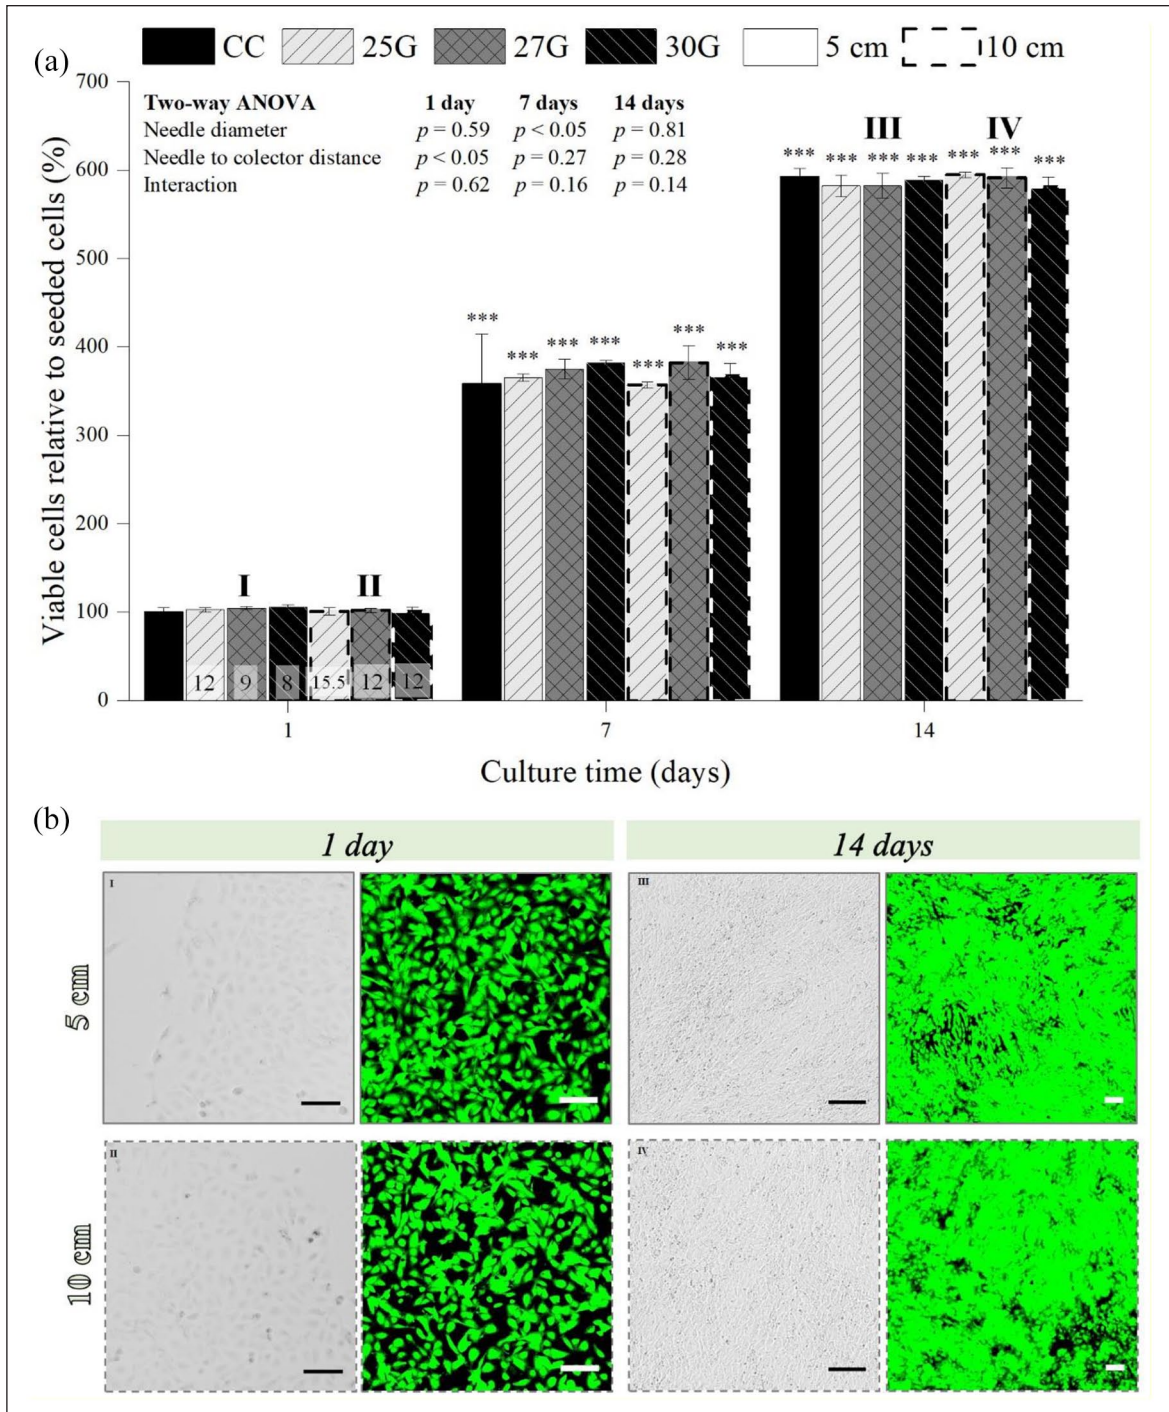 (a)
CC 25G 27G 30G 5 cm 10 cm
Viable cells relative to seeded cells (%)
700
600
500
400
300
200
100
0
Two-way ANOVA 1 day 7 days 14 days
Needle diameter p = 0.59 p < 0.05 p = 0.81
Needle to colector distance p < 0.05 p = 0.27 p = 0.28
Interaction p = 0.62 p = 0.16 p = 0.14
III IV
*** *** *** *** *** *** ***
*** *** *** *** *** *** ***
I II
12 9 8 15.5 12 12
1 7 14
Culture time (days)
(b)
1 day 14 days
5 cm
I III
10 cm
II IV